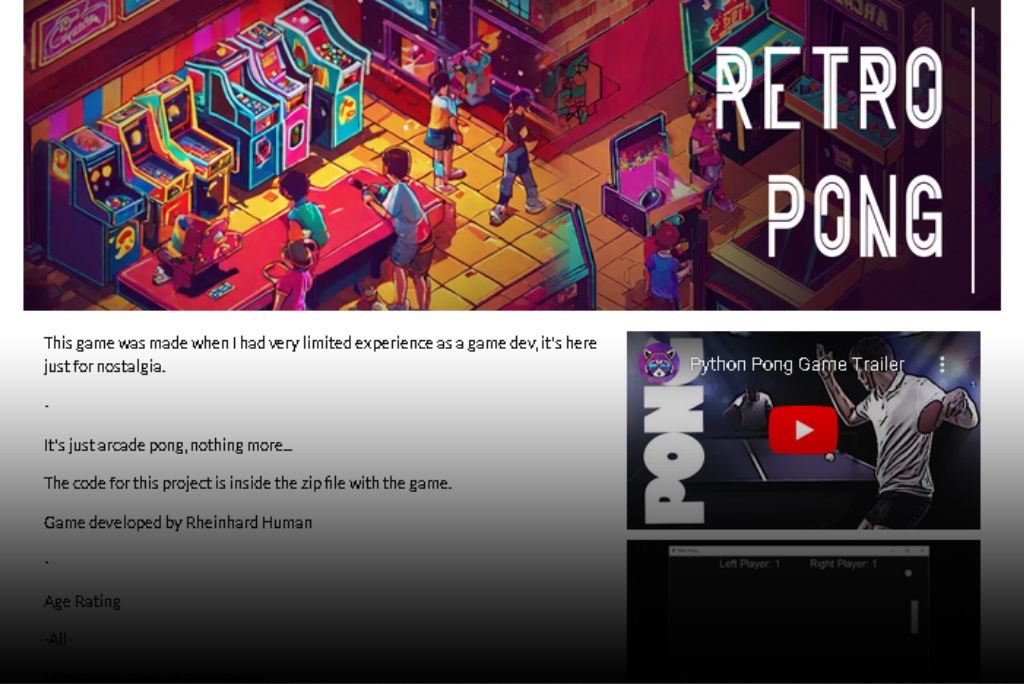 RETRO
PONG
This game was made when I had very limited experience as a game dev, it's here
just for nostalgia.
-
It's just arcade pong, nothing more...
The code for this project is inside the zip file with the game.
Game developed by Rheinhard Human
-
Age Rating
-All-
Python Pong Game Trailer
PONG
Left Player: 1 Right Player: 1